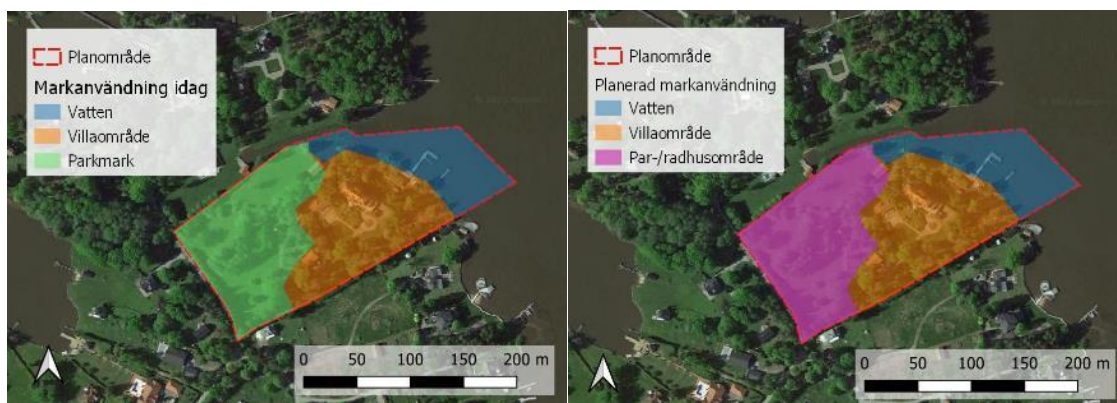 Planområde
Markanvändning idag
Vatten
Villaområde
Parkmark
0 50 100 150 200 m
Planområde
Planerad markanvändning
Vatten
Villaområde
Par-/radhusområde
0 50 100 150 200 m